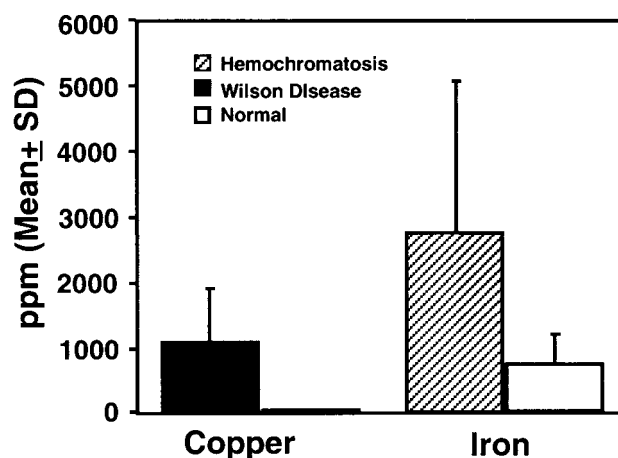 6000
5000
4000
3000
2000
1000
0
ppm (Mean± SD)
Hemochromatosis
Wilson DIsease
Normal
Copper
Iron